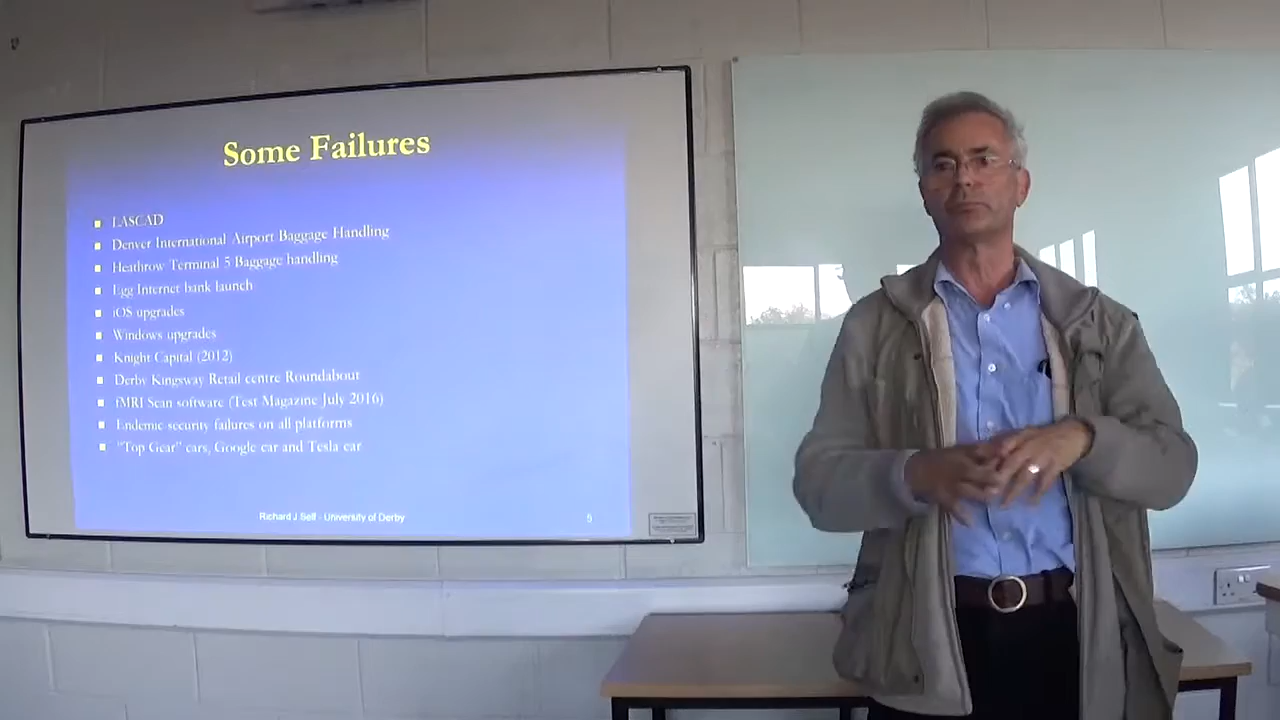 Some Failures
LASCAD
Denver International Airport Baggage Handling
Heathrow Terminal 5 Baggage handling
Egg Internet bank launch
iOS upgrades
Windows upgrades
Knight Capital (2012)
Derby Kingsway Retail centre Roundabout
fMRI Scan software (Test Magazine July 2016)
Endemic security failures on all platforms
"Top Gear" cars, Google car and Tesla car
Richard J Self - University of Derby
5